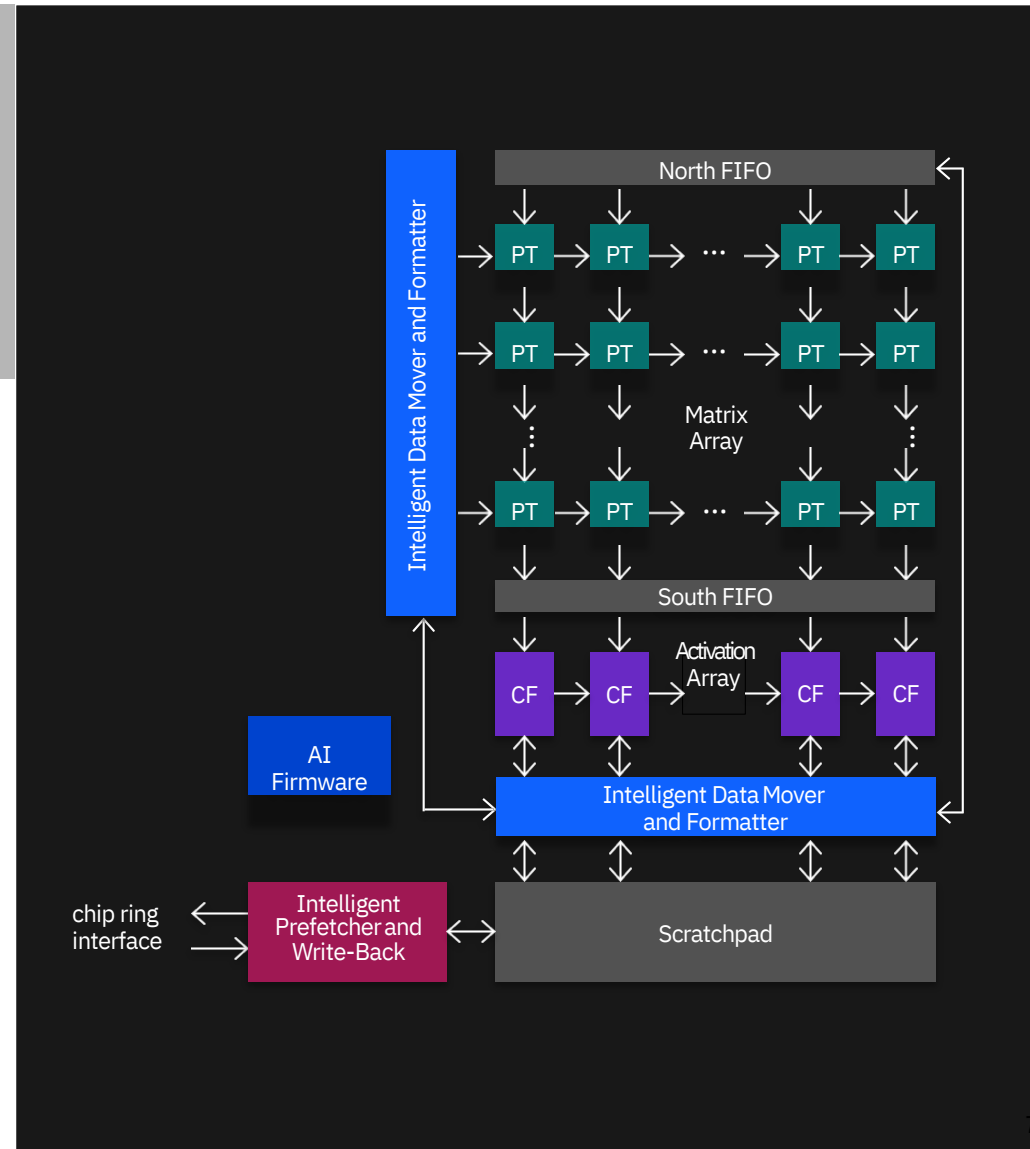 North FIFO
Intelligent Data Mover and Formatter
PT PT ... PT PT
PT PT ... PT PT
Matrix
Array
⋮ ⋮
PT PT ... PT PT
South FIFO
Activation
Array
CF CF CF CF
AI
Firmware
Intelligent Data Mover
and Formatter
chip ring
interface
Intelligent
Prefetcher and
Write-Back
Scratchpad